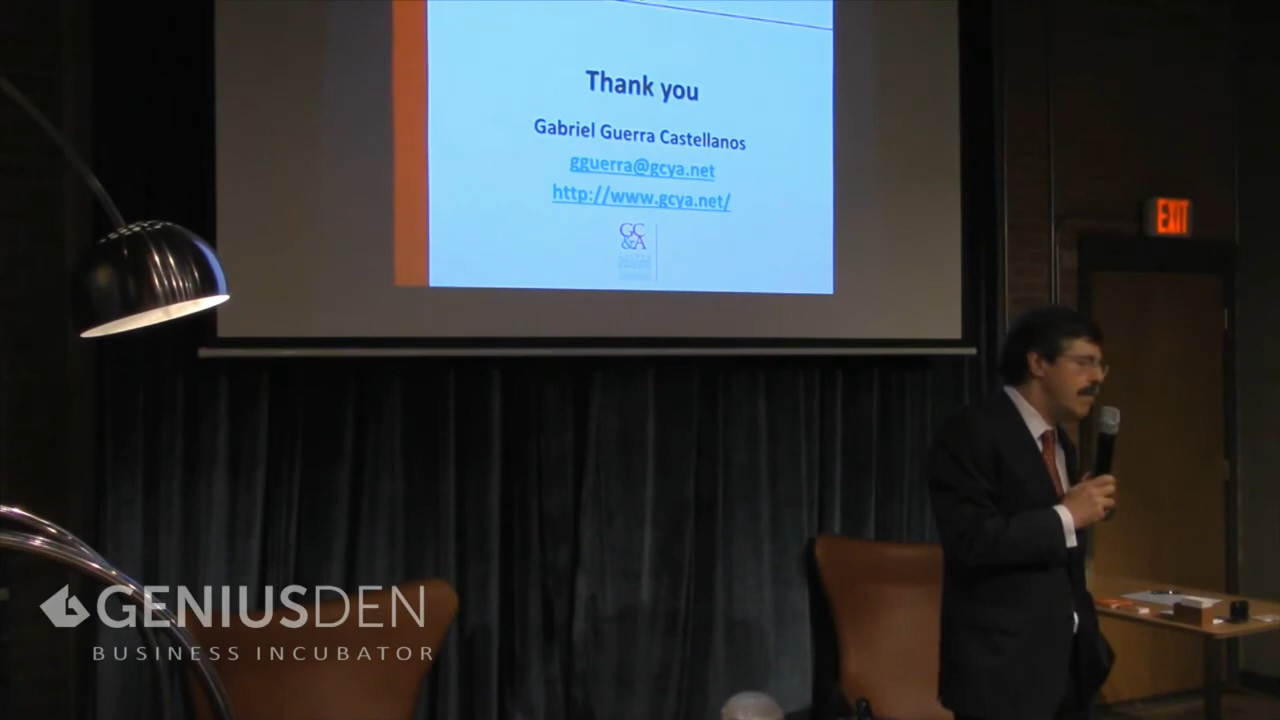 Thank you
Gabriel Guerra Castellanos
gguerra@gcya.net
http://www.gcya.net/
GC
&A
EXIT
GENIUSDEN
BUSINESS INCUBATOR